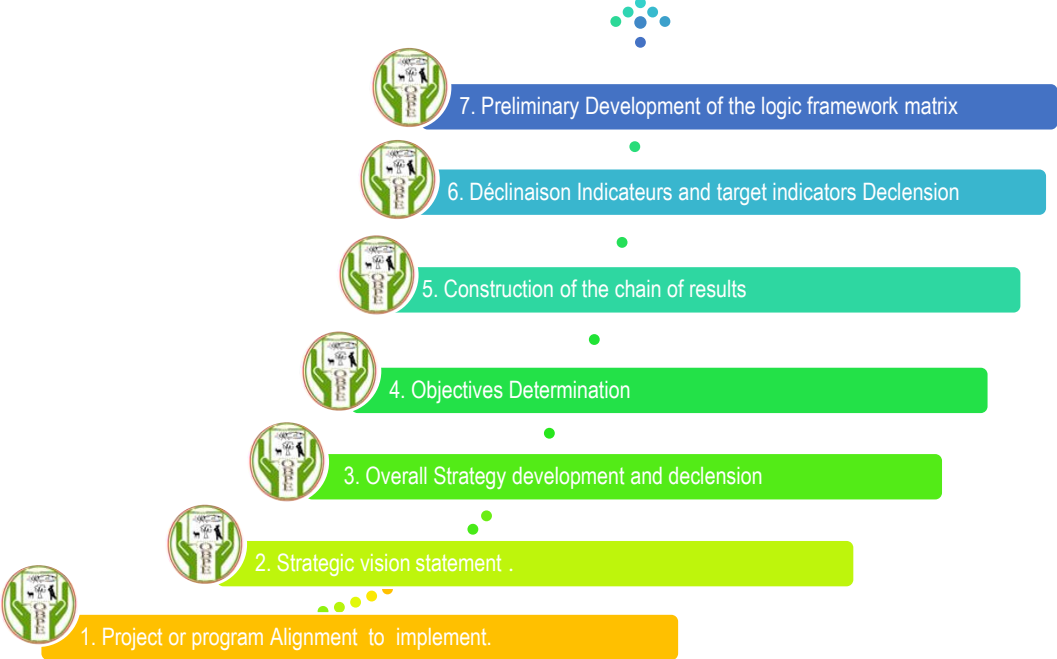 7. Preliminary Development of the logic framework matrix
6. Déclinaison Indicateurs and target indicators Declension
5. Construction of the chain of results
4. Objectives Determination
3. Overall Strategy development and declension
2. Strategic vision statement .
1. Project or program Alignment to implement.